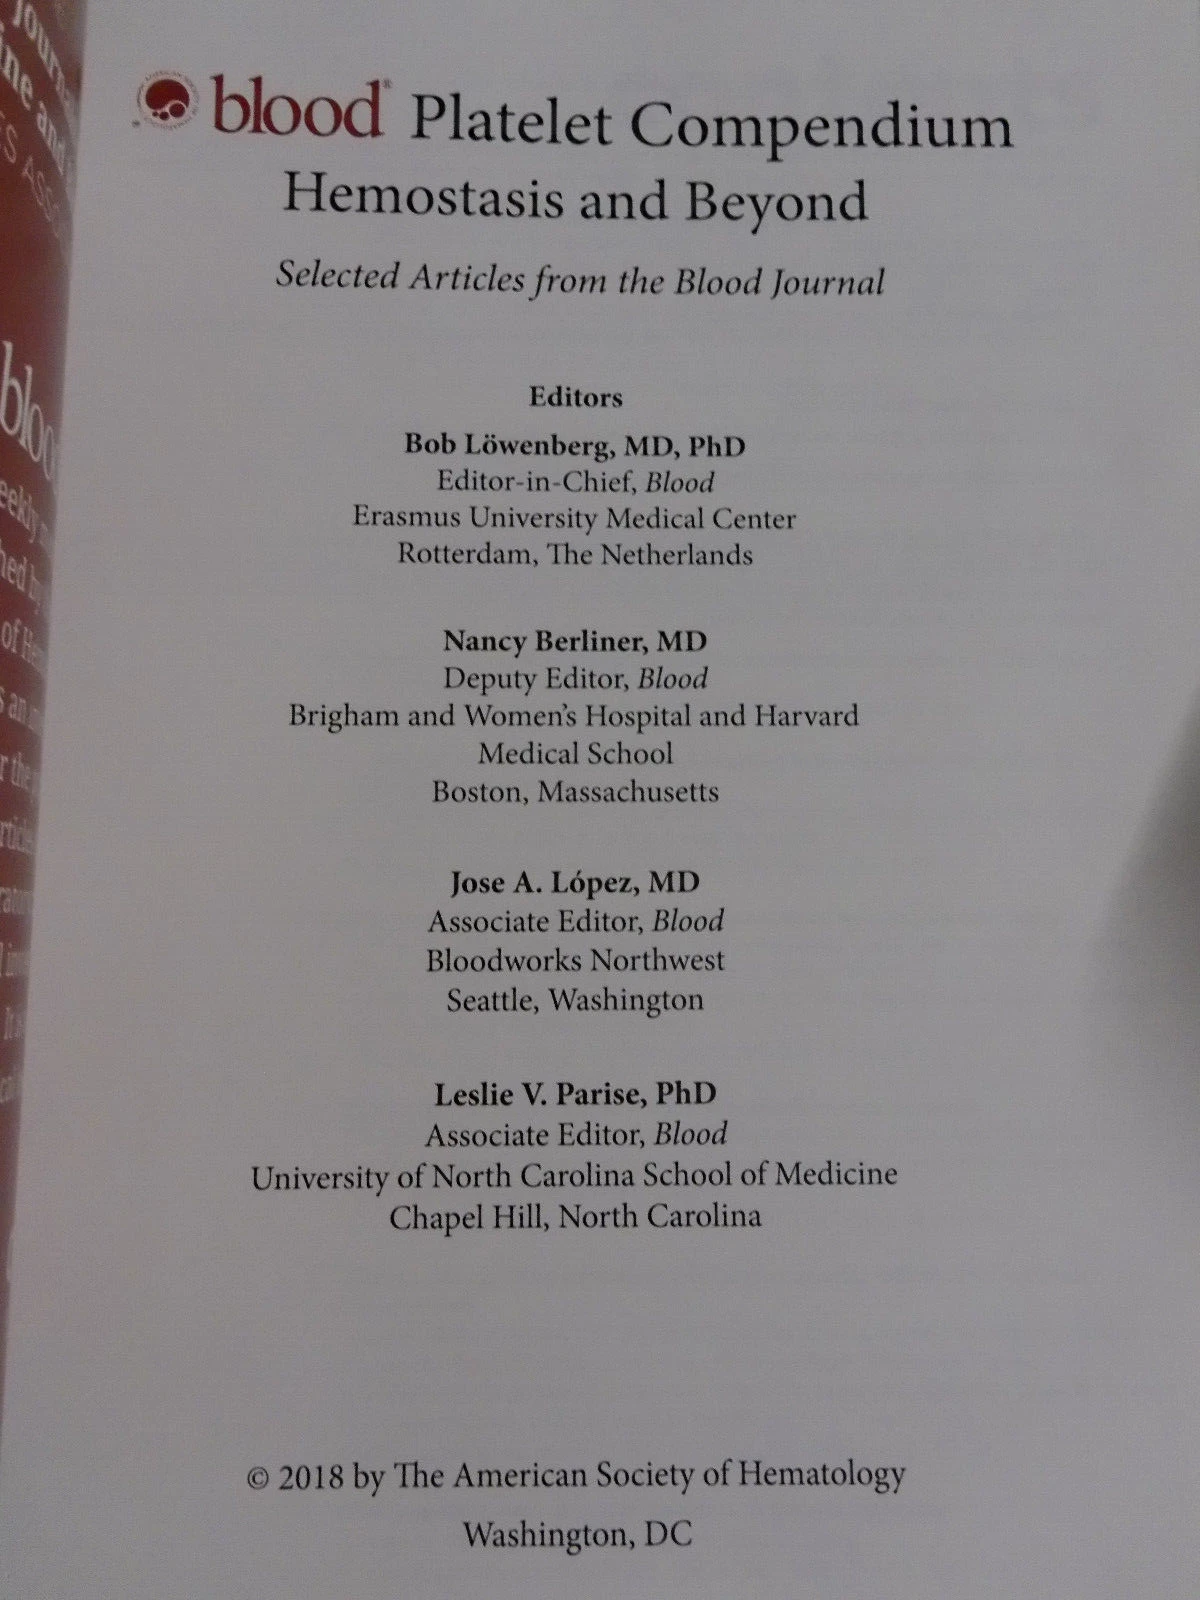 blood® Platelet Compendium
Hemostasis and Beyond
Selected Articles from the Blood Journal
Editors
Bob Löwenberg, MD, PhD
Editor-in-Chief, Blood
Erasmus University Medical Center
Rotterdam, The Netherlands
Nancy Berliner, MD
Deputy Editor, Blood
Brigham and Women's Hospital and Harvard
Medical School
Boston, Massachusetts
Jose A. López, MD
Associate Editor, Blood
Bloodworks Northwest
Seattle, Washington
Leslie V. Parise, PhD
Associate Editor, Blood
University of North Carolina School of Medicine
Chapel Hill, North Carolina
© 2018 by The American Society of Hematology
Washington, DC